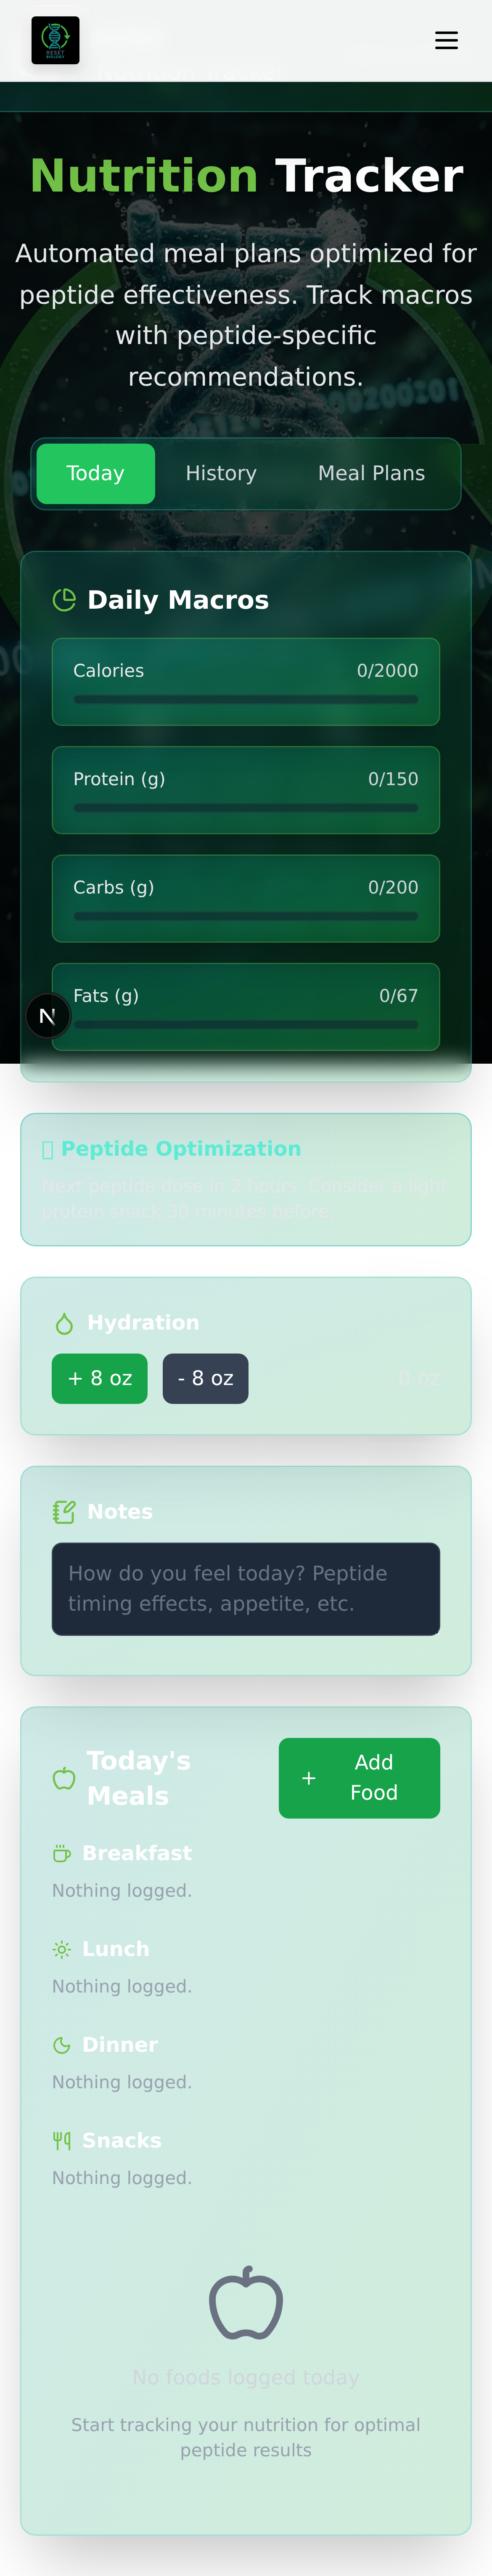 RESET
BIOLOGY
Nutrition Tracker
Automated meal plans optimized for
peptide effectiveness. Track macros
with peptide-specific
recommendations.
Today
History
Meal Plans
Daily Macros
Calories 0/2000
Protein (g) 0/150
Carbs (g) 0/200
Fats (g) 0/67
N
Peptide Optimization
Next peptide dose in 2 hours. Consider a light
protein snack 30 minutes before.
Hydration
+ 8 oz
- 8 oz
0 oz
Notes
How do you feel today? Peptide
timing effects, appetite, etc.
Today's
Meals
+ Add
Food
Breakfast
Nothing logged.
Lunch
Nothing logged.
Dinner
Nothing logged.
Snacks
Nothing logged.
No foods logged today
Start tracking your nutrition for optimal
peptide results